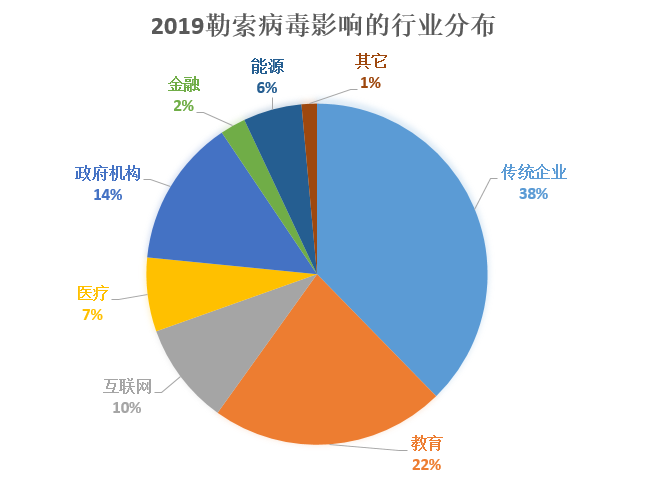 2019勒索病毒影响的行业分布
其它
1%
能源
6%
金融
2%
政府机构
14%
传统企业
38%
医疗
7%
互联网
10%
教育
22%